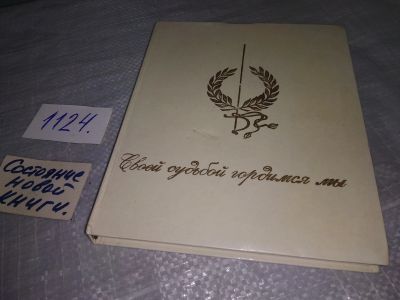 1124.
Состояние
новой
книги.
Своей судьбой гордимся мы